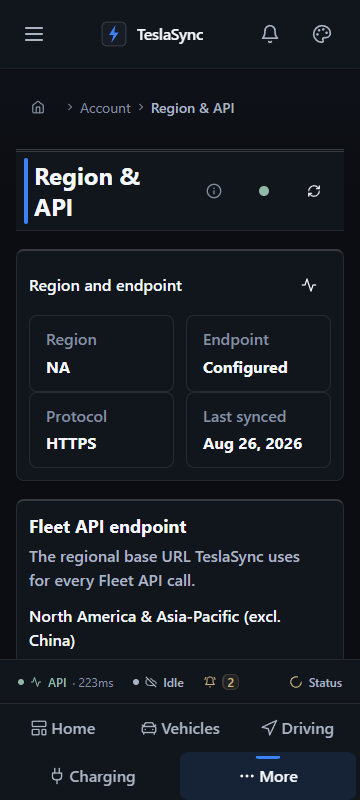 TeslaSync
Account
Region & API
Region &
API
Region and endpoint
Region
NA
Endpoint
Configured
Protocol
HTTPS
Last synced
Aug 26, 2026
Fleet API endpoint
The regional base URL TeslaSync uses
for every Fleet API call.
North America & Asia-Pacific (excl.
China)
API · 223ms
Idle
2
Status
Home
Vehicles
Driving
Charging
More